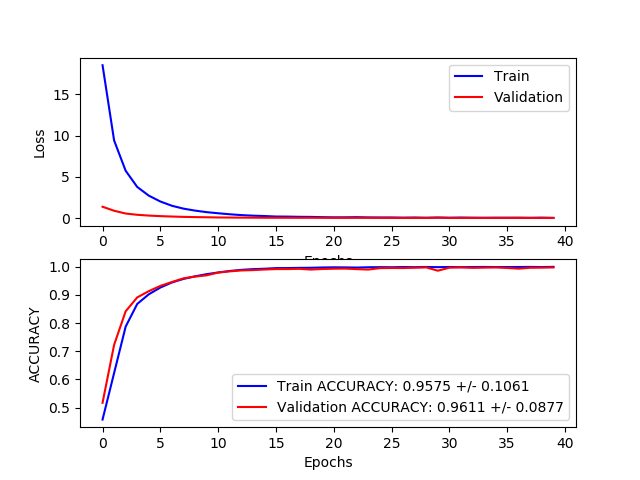 Train
Validation
Loss
15
10
5
0
0 5 10 15 20 25 30 35 40
Epochs
ACCURACY
1.0
0.9
0.8
0.7
0.6
0.5
Train ACCURACY: 0.9575 +/- 0.1061
Validation ACCURACY: 0.9611 +/- 0.0877
0 5 10 15 20 25 30 35 40
Epochs